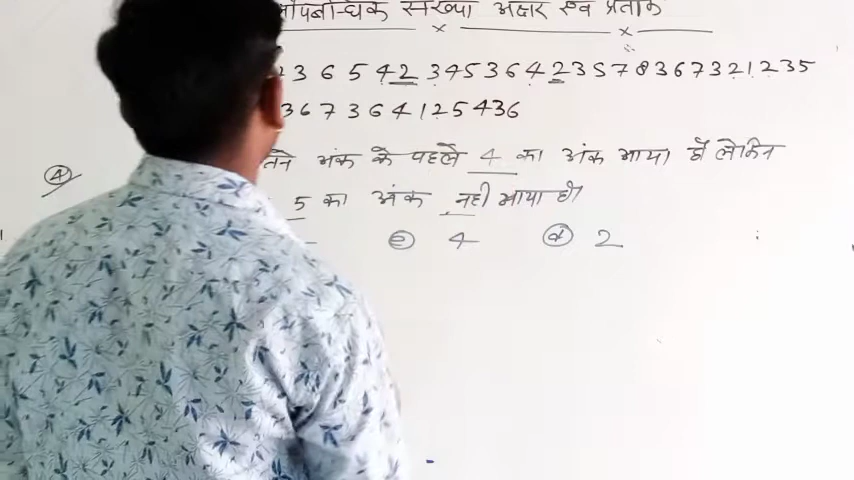 संख्या अक्षर एवं प्रतीक
2 3 6 5 4 2 3 4 5 3 6 4 2 3 5 7 8 3 6 7 3 2 1 2 3 5
3 6 7 3 6 4 1 2 5 4 3 6
अंक के पहले 4 का अंक आया हो लेकिन
A
5 का अंक नही आया हो
c 4 d 2